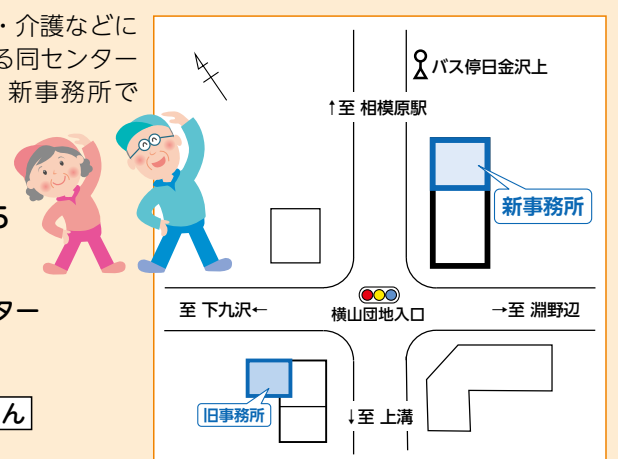 ・介護などに
る同センター
新事務所で
ら
ター
ん
バス停日金沢上
↑至 相模原駅
新事務所
至 下九沢←
横山団地入口
→至 淵野辺
旧事務所
↓至 上溝